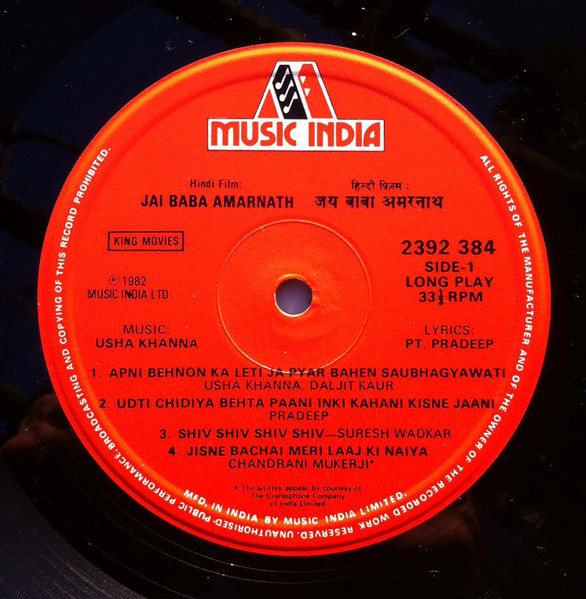 MUSIC INDIA
Hindi Film:
JAI BABA AMARNATH
हिन्दी फ़िल्म :
जय बाबा अमरनाथ
KING MOVIES
℗ 1982
MUSIC INDIA LTD.
2392 384
SIDE-1
LONG PLAY
33⅓ RPM
MUSIC:
USHA KHANNA
LYRICS:
PT. PRADEEP
1. APNI BEHNON KA LETI JA PYAR BAHEN SAUBHAGYAWATI
USHA KHANNA, DALJIT KAUR
2. UDTI CHIDIYA BEHTA PAANI INKI KAHANI KISNE JAANI
PRADEEP
3. SHIV SHIV SHIV SHIV—SURESH WADKAR
4. JISNE BACHAI MERI LAAJ KI NAIYA
CHANDRANI MUKERJI*
* The articles appear by courtesy of
The Gramophone Company
of India Limited
MFD. IN INDIA BY MUSIC INDIA LIMITED.
ALL RIGHTS OF THE MANUFACTURER AND OF THE OWNER OF THE RECORDED WORK RESERVED. UNAUTHORISED PUBLIC PERFORMANCE, BROADCASTING AND COPYING OF THIS RECORD PROHIBITED.